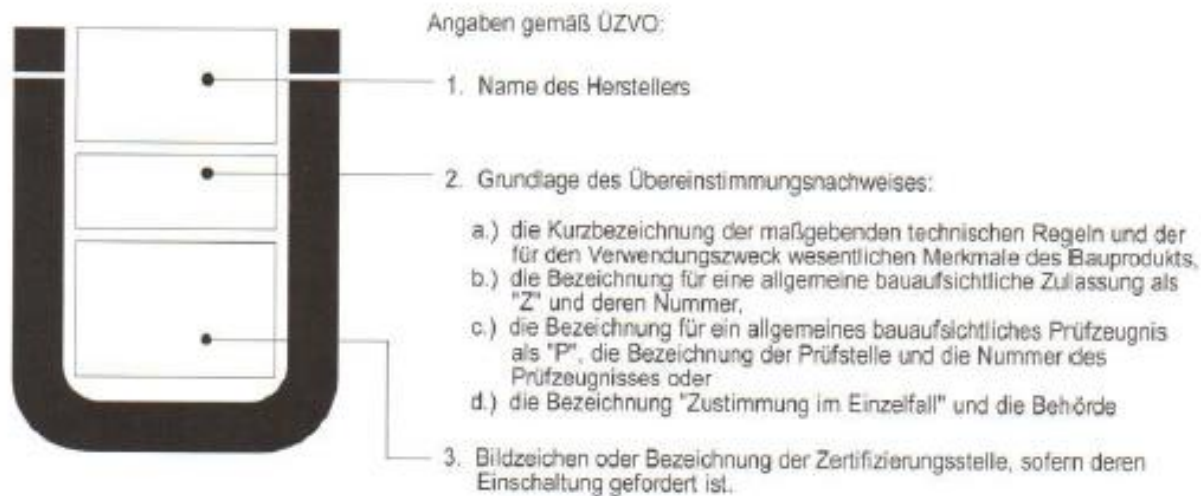 Angaben gemäß ÜZVO:
1. Name des Herstellers
2. Grundlage des Übereinstimmungsnachweises:
a.) die Kurzbezeichnung der maßgebenden technischen Regeln und der
für den Verwendungszweck wesentlichen Merkmale des Bauprodukts,
b.) die Bezeichnung für eine allgemeine bauaufsichtliche Zulassung als
"Z" und deren Nummer,
c.) die Bezeichnung für ein allgemeines bauaufsichtliches Prüfzeugnis
als "P", die Bezeichnung der Prüfstelle und die Nummer des
Prüfzeugnisses oder
d.) die Bezeichnung "Zustimmung im Einzelfall" und die Behörde
3. Bildzeichen oder Bezeichnung der Zertifizierungsstelle, sofern deren
Einschaltung gefordert ist.